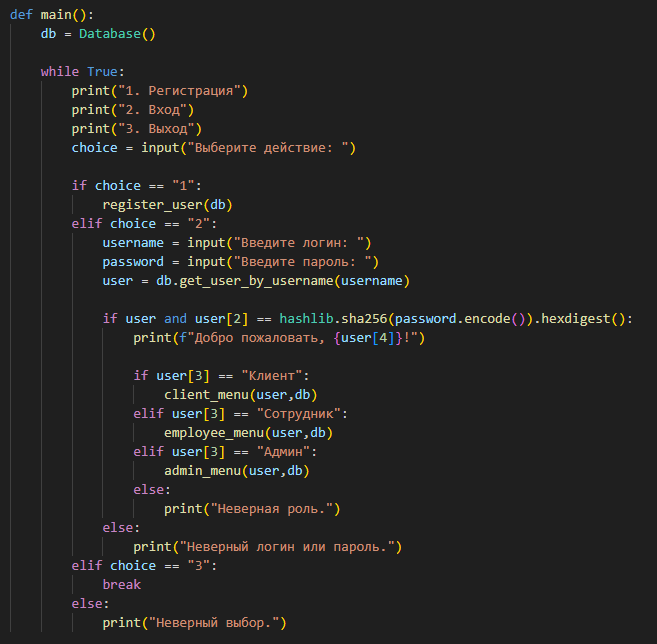 def main():
    db = Database()

    while True:
        print("1. Регистрация")
        print("2. Вход")
        print("3. Выход")
        choice = input("Выберите действие: ")

        if choice == "1":
            register_user(db)
        elif choice == "2":
            username = input("Введите логин: ")
            password = input("Введите пароль: ")
            user = db.get_user_by_username(username)

            if user and user[2] == hashlib.sha256(password.encode()).hexdigest():
                print(f"Добро пожаловать, {user[4]}!")

                if user[3] == "Клиент":
                    client_menu(user,db)
                elif user[3] == "Сотрудник":
                    employee_menu(user,db)
                elif user[3] == "Админ":
                    admin_menu(user,db)
                else:
                    print("Неверная роль.")
            else:
                print("Неверный логин или пароль.")
        elif choice == "3":
            break
        else:
            print("Неверный выбор.")